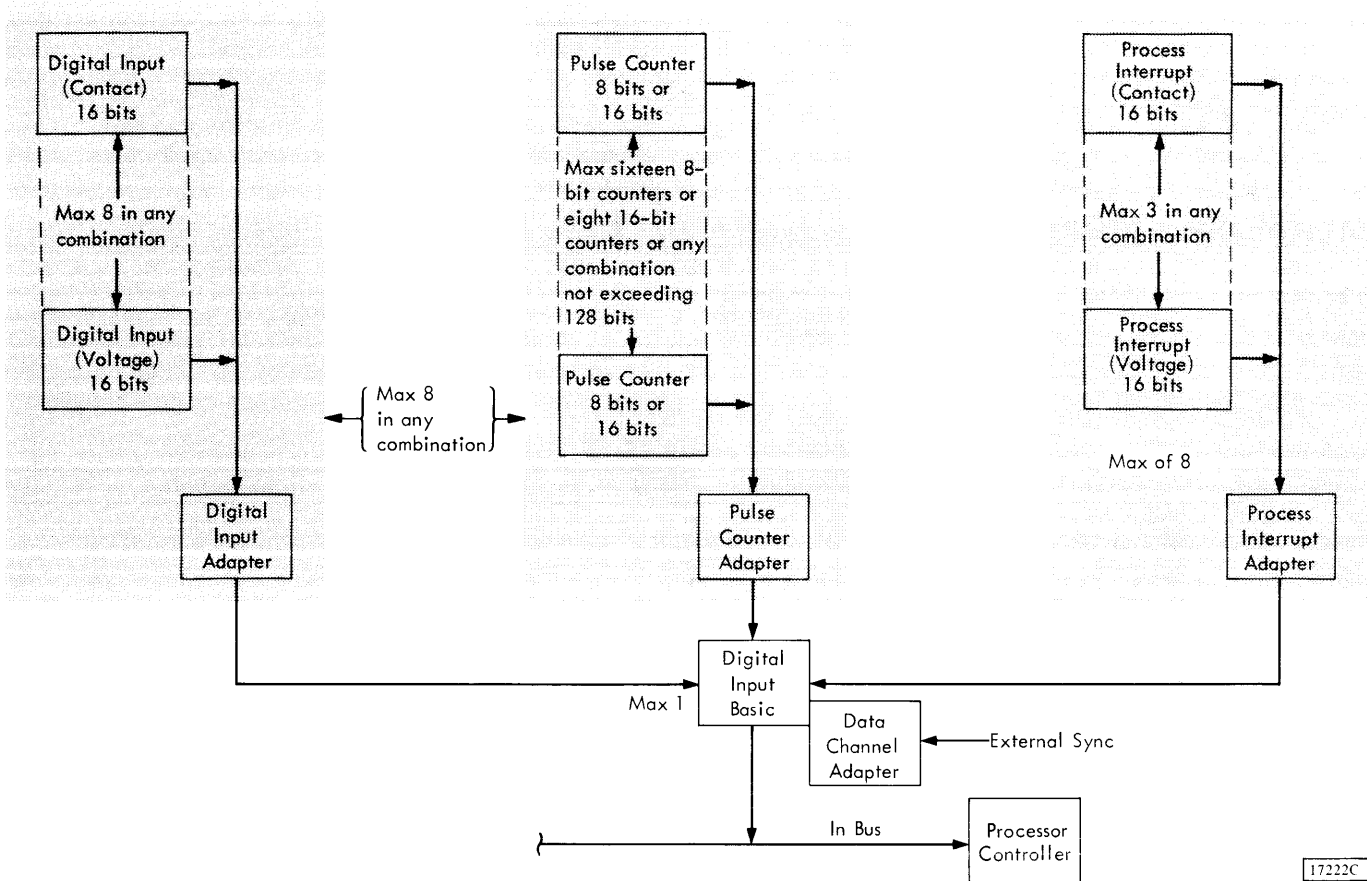 Digital Input
(Contact)
16 bits
Max 8 in any
combination
Digital Input
(Voltage)
16 bits
Digital
Input
Adapter
Max 8
in any
combination
Pulse Counter
8 bits or
16 bits
Max sixteen 8-
bit counters or
eight 16-bit
counters or any
combination
not exceeding
128 bits
Pulse Counter
8 bits or
16 bits
Pulse
Counter
Adapter
Process
Interrupt
(Contact)
16 bits
Max 3 in any
combination
Process
Interrupt
(Voltage)
16 bits
Max of 8
Process
Interrupt
Adapter
Max 1
Digital
Input
Basic
Data
Channel
Adapter
External Sync
In Bus
Processor
Controller
17222C